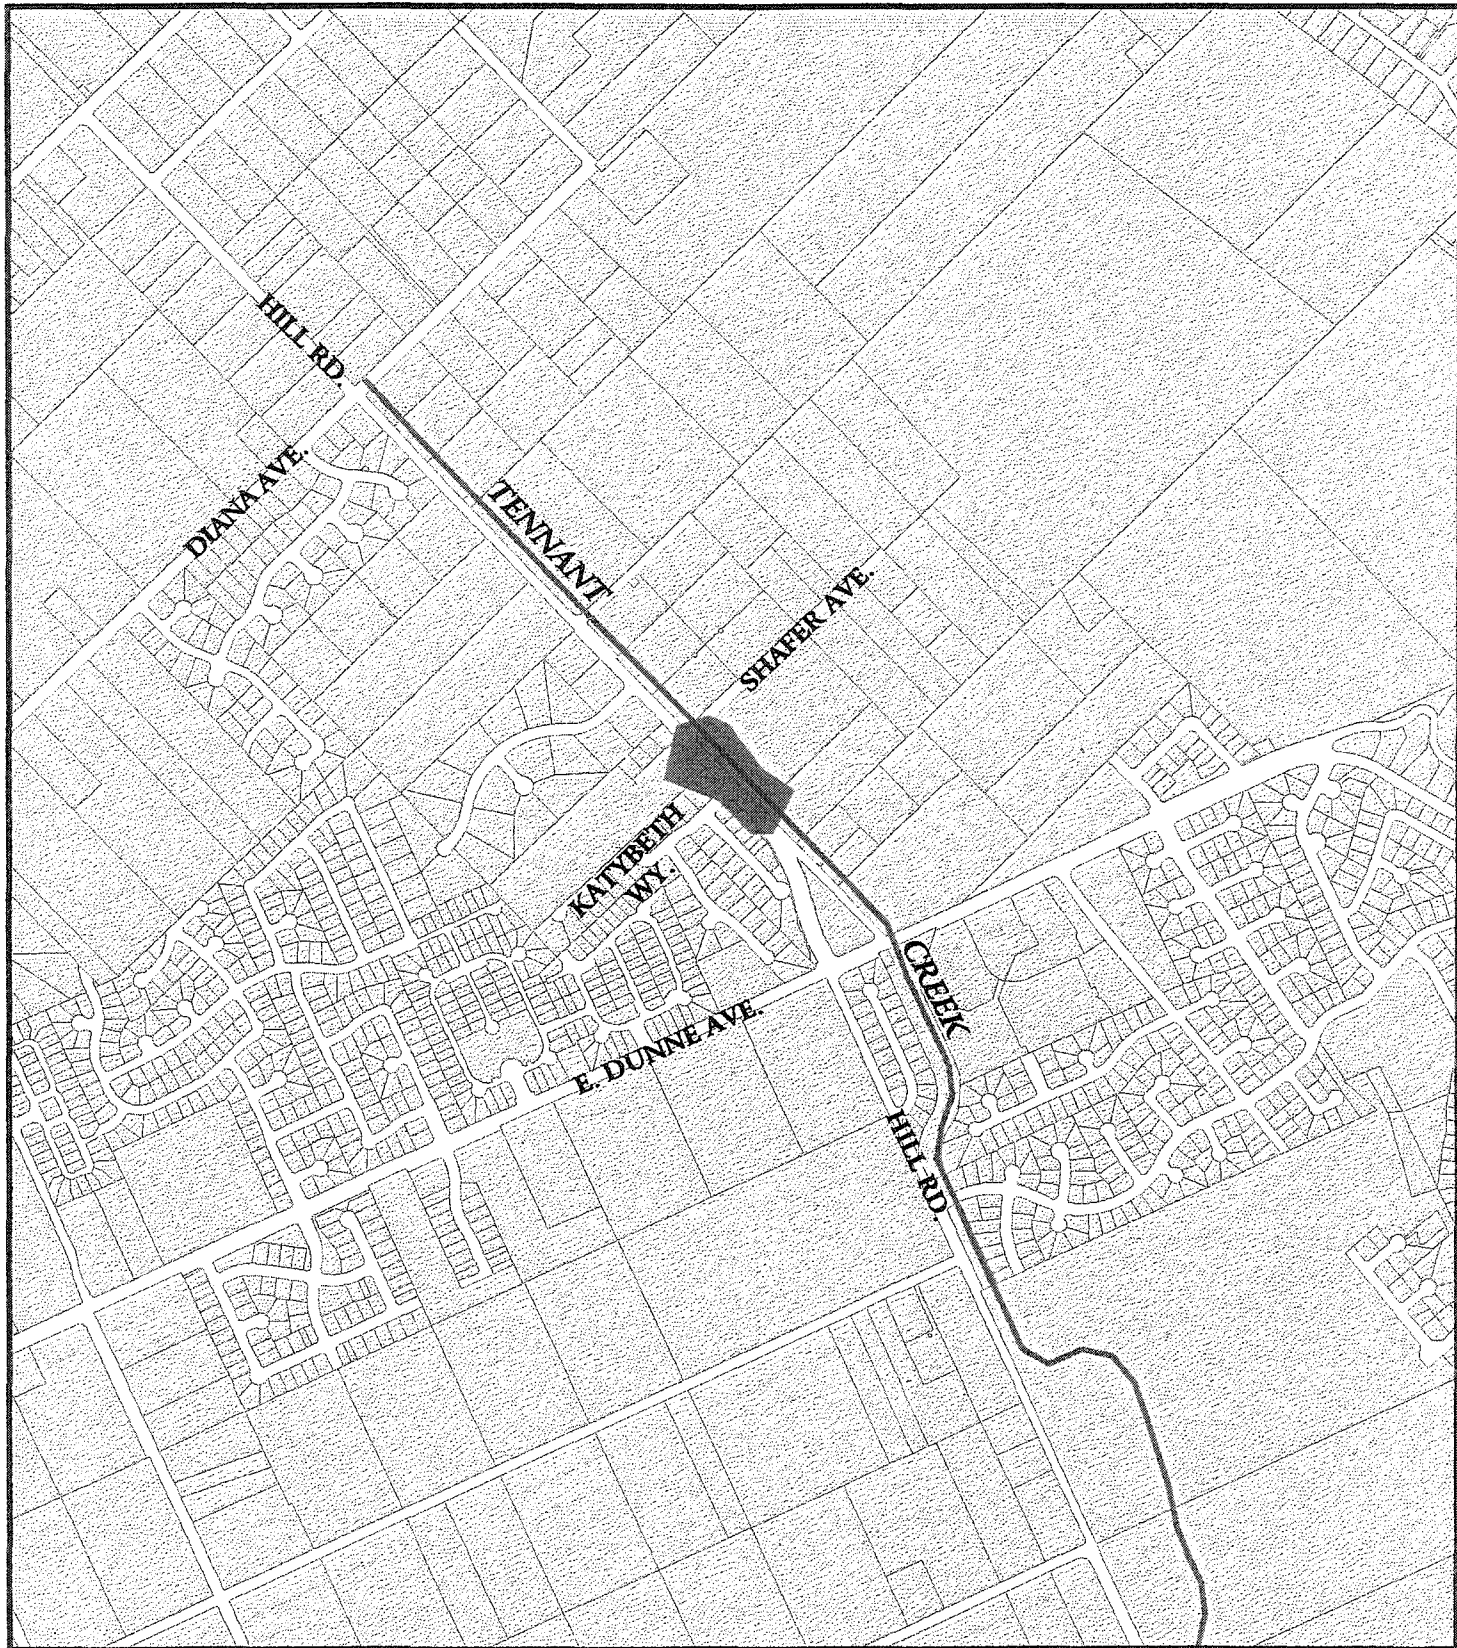 HILL RD.
DIANA AVE.
TENNANT
SHAFER AVE.
KATYBETH
WY.
CREEK
E. DUNNE AVE.
HILL RD.